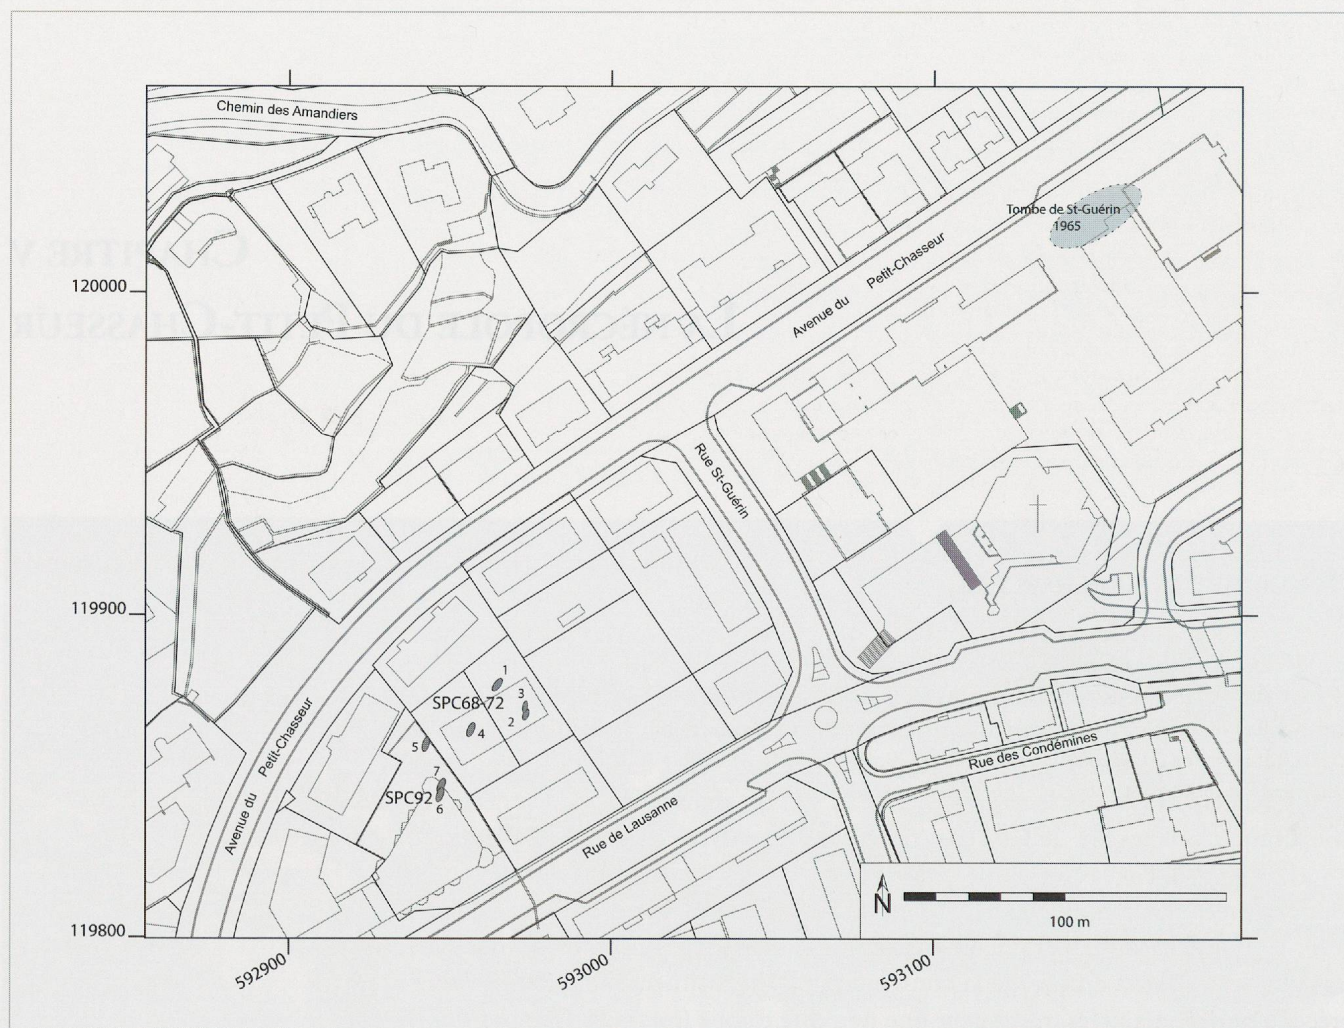 CHAPITRE V
Chemin des Amandiers
Tombe de St-Guérin
1965
Avenue du Petit-Chasseur
120000
Rue St-Guérin
119900
1
SPC68-72
3
2
4
5
7
SPC92
6
Avenue du Petit-Chasseur
Rue des Condémines
Rue de Lausanne
N
100 m
119800
592900
593000
593100